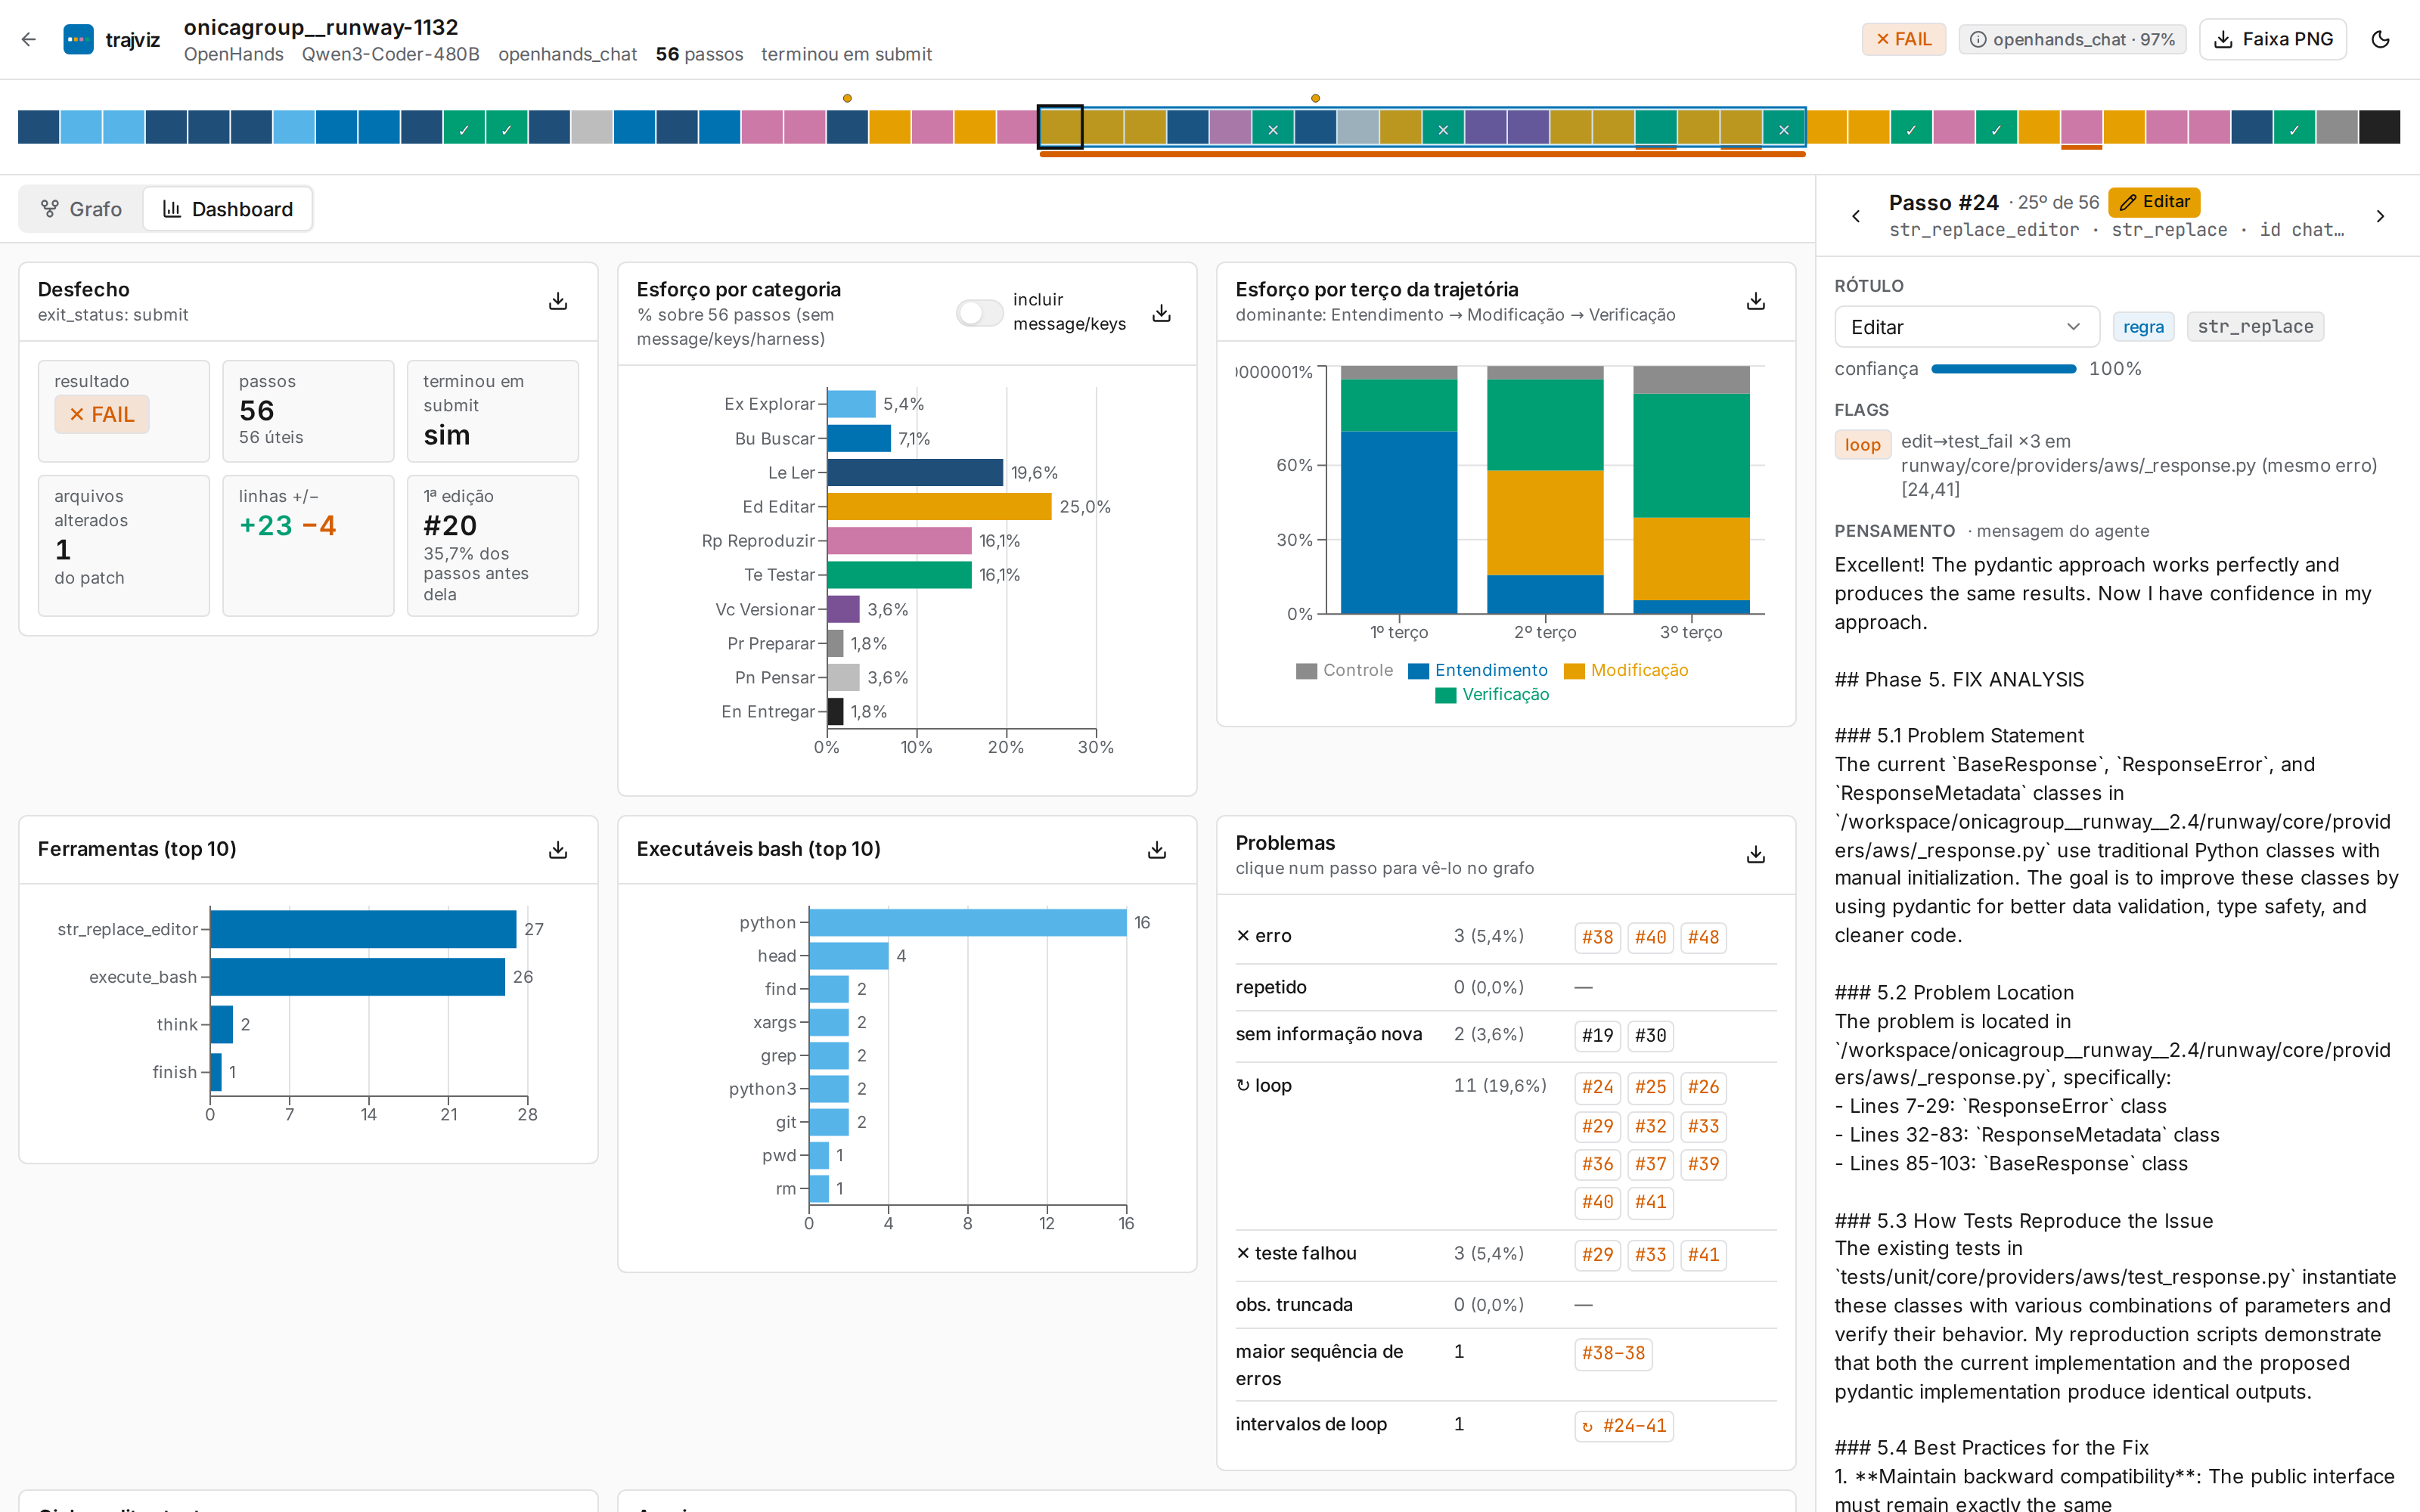 trajviz
onicagroup__runway-1132
OpenHands Qwen3-Coder-480B openhands_chat 56 passos terminou em submit
✕ FAIL
openhands_chat · 97%
Faixa PNG
Grafo
Dashboard
Desfecho
exit_status: submit
resultado
✕ FAIL
passos
56
56 úteis
terminou em
submit
sim
arquivos
alterados
1
do patch
linhas +/−
+23 −4
1ª edição
#20
35,7% dos
passos antes
dela
Esforço por categoria
% sobre 56 passos (sem
message/keys/harness)
incluir
message/keys
Ex Explorar 5,4%
Bu Buscar 7,1%
Le Ler 19,6%
Ed Editar 25,0%
Rp Reproduzir 16,1%
Te Testar 16,1%
Vc Versionar 3,6%
Pr Preparar 1,8%
Pn Pensar 3,6%
En Entregar 1,8%
0% 10% 20% 30%
Esforço por terço da trajetória
dominante: Entendimento → Modificação → Verificação
0000001%
60%
30%
0%
1º terço 2º terço 3º terço
Controle Entendimento Modificação
Verificação
Ferramentas (top 10)
str_replace_editor 27
execute_bash 26
think 2
finish 1
0 7 14 21 28
Executáveis bash (top 10)
python 16
head 4
find 2
xargs 2
grep 2
python3 2
git 2
pwd 1
rm 1
0 4 8 12 16
Problemas
clique num passo para vê-lo no grafo
✕ erro 3 (5,4%) #38 #40 #48
repetido 0 (0,0%) —
sem informação nova 2 (3,6%) #19 #30
↻ loop 11 (19,6%) #24 #25 #26
#29 #32 #33
#36 #37 #39
#40 #41
✕ teste falhou 3 (5,4%) #29 #33 #41
obs. truncada 0 (0,0%) —
maior sequência de
erros 1 #38–38
intervalos de loop 1 ↻ #24–41
Passo #24 · 25º de 56 Editar
str_replace_editor · str_replace · id chat…
RÓTULO
Editar
regra
str_replace
confiança 100%
FLAGS
loop
edit→test_fail ×3 em
runway/core/providers/aws/_response.py (mesmo erro)
[24,41]
PENSAMENTO · mensagem do agente
Excellent! The pydantic approach works perfectly and
produces the same results. Now I have confidence in my
approach.
## Phase 5. FIX ANALYSIS
### 5.1 Problem Statement
The current `BaseResponse`, `ResponseError`, and
`ResponseMetadata` classes in
`/workspace/onicagroup__runway__2.4/runway/core/provid
ers/aws/_response.py` use traditional Python classes with
manual initialization. The goal is to improve these classes by
using pydantic for better data validation, type safety, and
cleaner code.
### 5.2 Problem Location
The problem is located in
`/workspace/onicagroup__runway__2.4/runway/core/provid
ers/aws/_response.py`, specifically:
- Lines 7-29: `ResponseError` class
- Lines 32-83: `ResponseMetadata` class
- Lines 85-103: `BaseResponse` class
### 5.3 How Tests Reproduce the Issue
The existing tests in
`tests/unit/core/providers/aws/test_response.py` instantiate
these classes with various combinations of parameters and
verify their behavior. My reproduction scripts demonstrate
that both the current implementation and the proposed
pydantic implementation produce identical outputs.
### 5.4 Best Practices for the Fix
1. **Maintain backward compatibility**: The public interface
must remain exactly the same